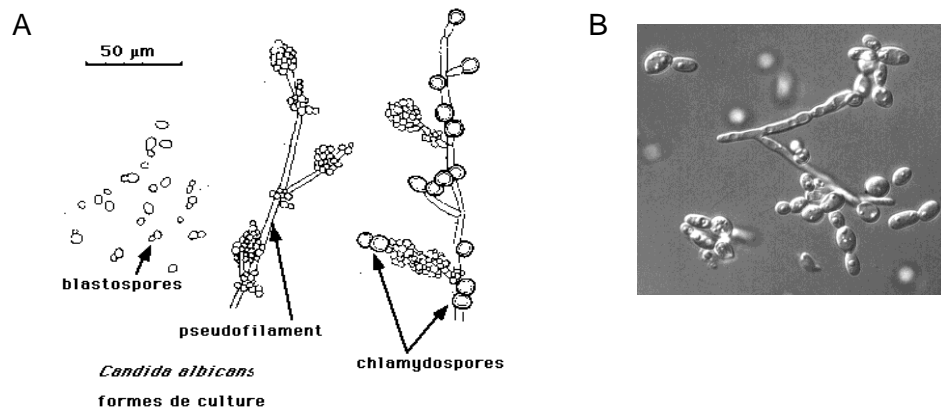 A
B
50 µm
blastospores
pseudofilament
chlamydospores
Candida albicans
formes de culture